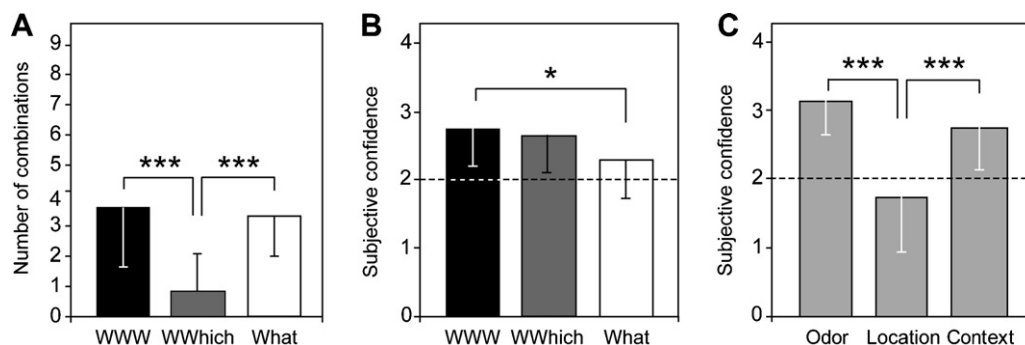 A
Number of combinations
9
8
7
6
5
4
3
2
1
0
***
***
WWW
WWhich
What
B
Subjective confidence
4
3
2
1
0
*
WWW
WWhich
What
C
Subjective confidence
4
3
2
1
0
***
***
Odor
Location
Context